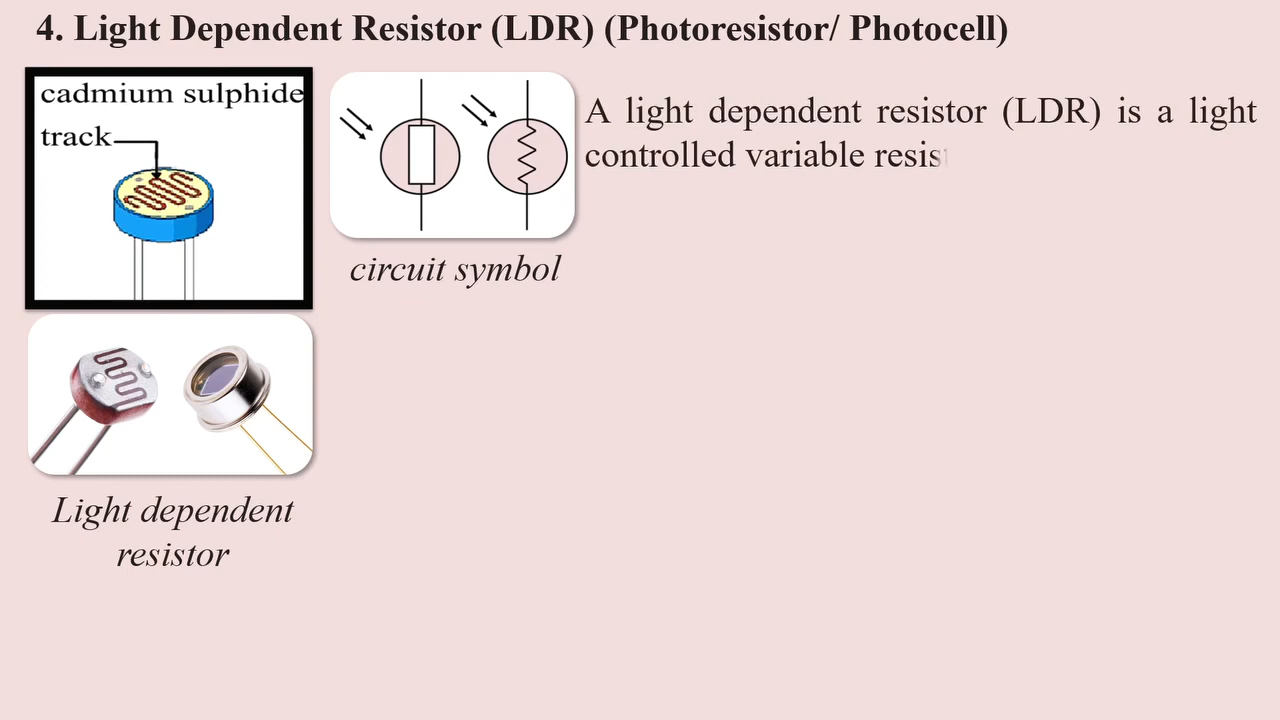 4. Light Dependent Resistor (LDR) (Photoresistor/ Photocell)
cadmium sulphide
track
circuit symbol
A light dependent resistor (LDR) is a light
controlled variable
Light dependent
resistor